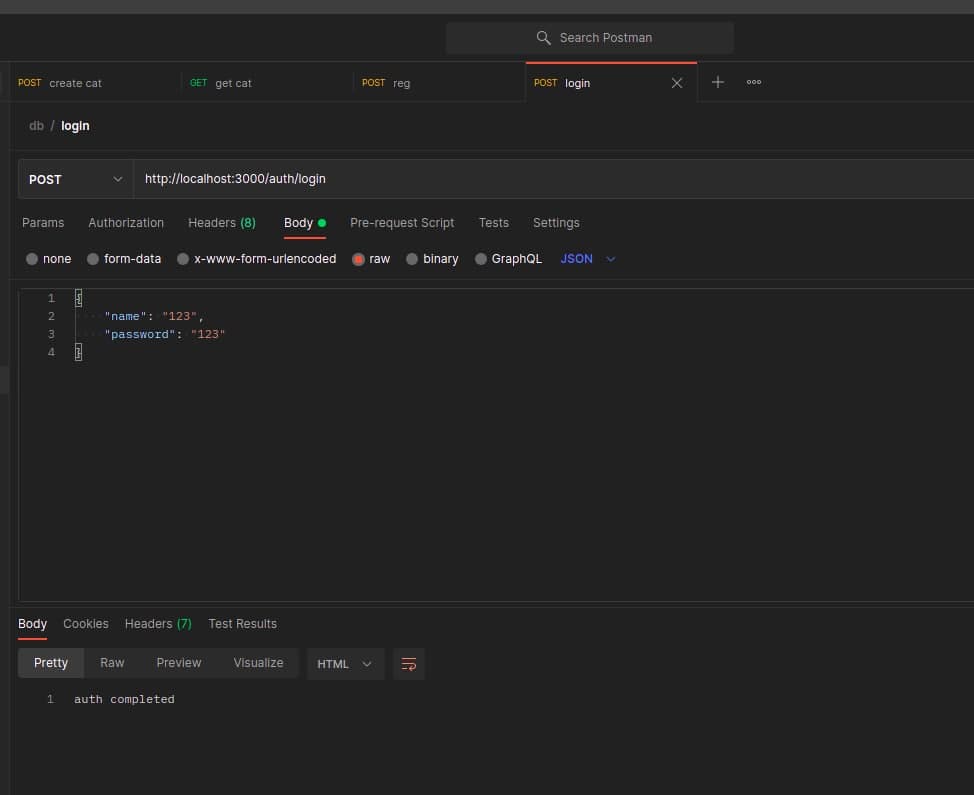 Search Postman
POST create cat GET get cat POST reg POST login
db / login
POST http://localhost:3000/auth/login
Params Authorization Headers (8) Body Pre-request Script Tests Settings
none form-data x-www-form-urlencoded raw binary GraphQL JSON
1 {
2 "name": "123",
3 "password": "123"
4 }
Body Cookies Headers (7) Test Results
Pretty Raw Preview Visualize HTML
1 auth completed